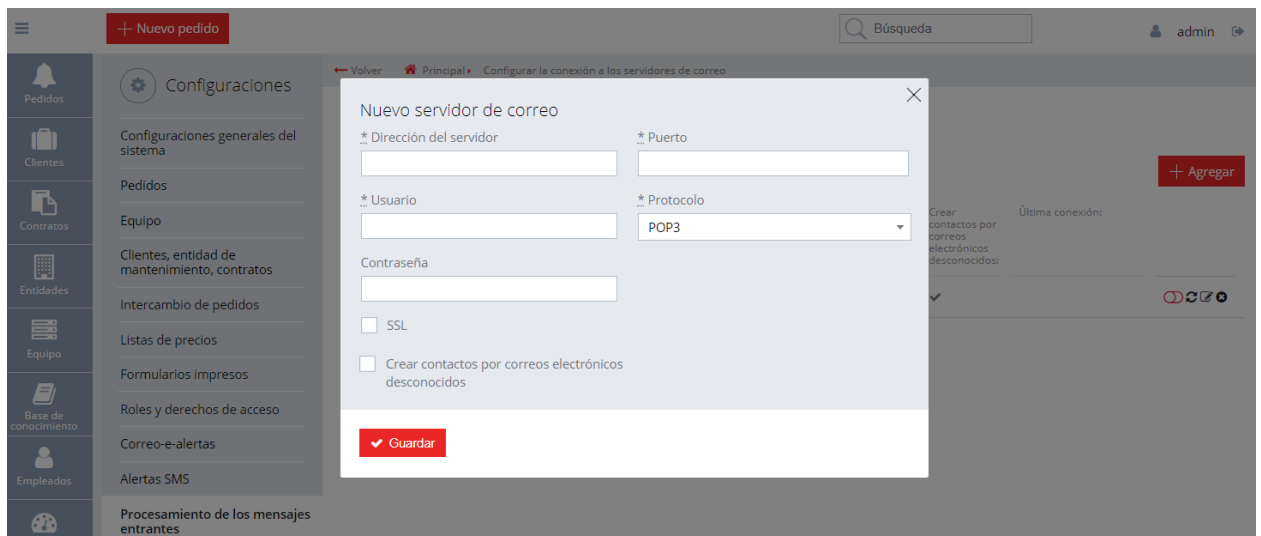 Nuevo pedido
Búsqueda
admin
Pedidos
Clientes
Contratos
Entidades
Equipo
Base de
conocimiento
Empleados
Configuraciones
Configuraciones generales del
sistema
Pedidos
Equipo
Clientes, entidad de
mantenimiento, contratos
Intercambio de pedidos
Listas de precios
Formularios impresos
Roles y derechos de acceso
Correo-e-alertas
Alertas SMS
Procesamiento de los mensajes
entrantes
Volver Principal Configurar la conexión a los servidores de correo
Nuevo servidor de correo
* Dirección del servidor
* Puerto
* Usuario
* Protocolo
POP3
Contraseña
SSL
Crear contactos por correos electrónicos
desconocidos
Guardar
Agregar
Crear
contactos por
correos
electrónicos
desconocidos:
Última conexión: